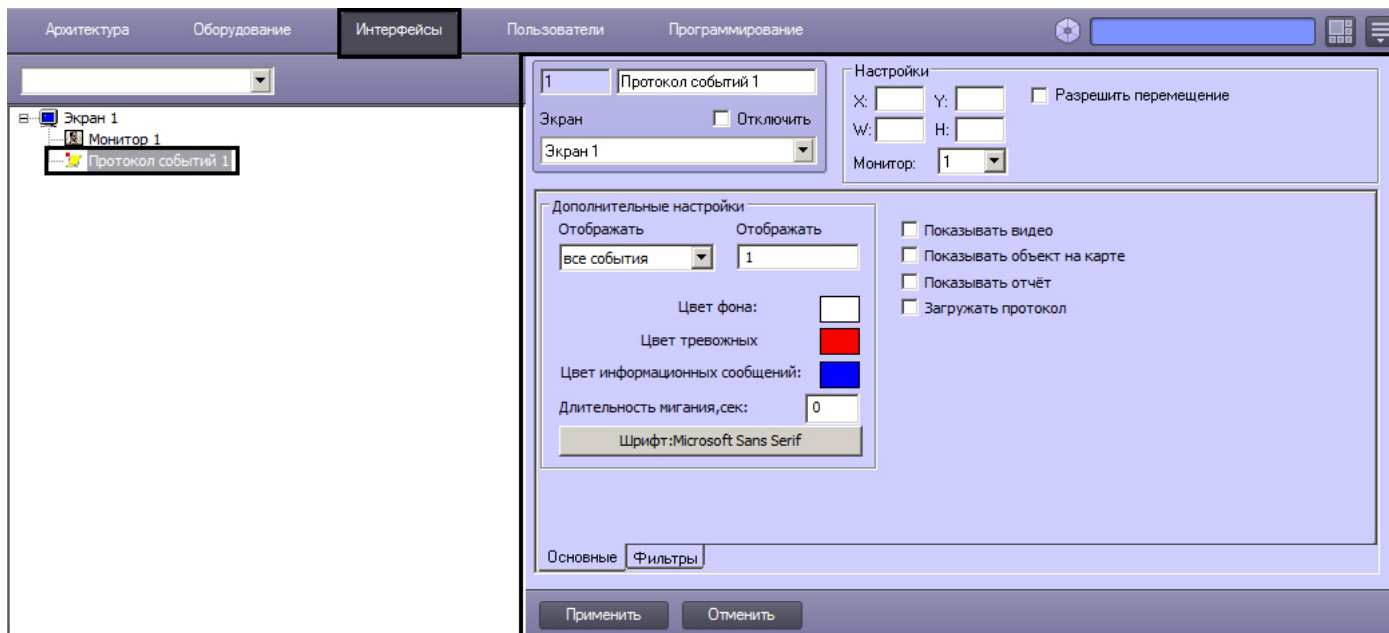 Архитектура Оборудование Интерфейсы Пользователи Программирование
Экран 1
Монитор 1
Протокол событий 1
1 Протокол событий 1
Экран Отключить
Экран 1
Настройки
X: Y: Разрешить перемещение
W: H:
Монитор: 1
Дополнительные настройки
Отображать Отображать
все события 1
Цвет фона:
Цвет тревожных
Цвет информационных сообщений:
Длительность мигания,сек: 0
Шрифт:Microsoft Sans Serif
Показывать видео
Показывать объект на карте
Показывать отчёт
Загружать протокол
Основные Фильтры
Применить Отменить